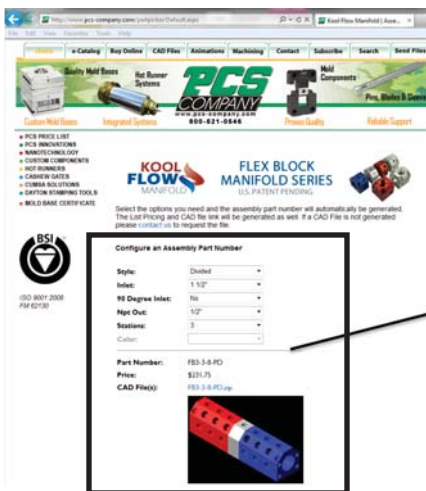 http://www.pcs-company.com/partpicker/Default.aspx
Kool Flow Manifold | Asse...
File Edit View Favorites Tools Help
Home e-Catalog Buy Online CAD Files Animations Machining Contact Subscribe Search Send Files
Quality Mold Bases
Hot Runner Systems
PCS COMPANY
www.pcs-company.com
800-521-0546
Mold Components
Pins, Blades & Sleeves
Custom Mold Bases
Integrated Systems
Proven Quality
Reliable Support
PCS PRICE LIST
PCS INNOVATIONS
NANOTECHNOLOGY
CUSTOM COMPONENTS
HOT RUNNERS
CASHEW GATES
CUMSA SOLUTIONS
DAYTON STAMPING TOOLS
MOLD BASE CERTIFICATE
BSI
ISO 9001:2008
FM 62130
KOOL FLOW MANIFOLD
FLEX BLOCK
MANIFOLD SERIES
U.S. PATENT PENDING
Select the options you need and the assembly part number will automatically be generated.
The List Pricing and CAD file link will be generated as well. If a CAD File is not generated
please contact us to request the file.
Configure an Assembly Part Number
Style: Divided
Inlet: 1 1/2"
90 Degree Inlet: No
Npt Out: 1/2"
Stations: 3
Color:
Part Number: FB3-3-8-PD
Price: $231.75
CAD File(s): FB3-3-8-PD.zip